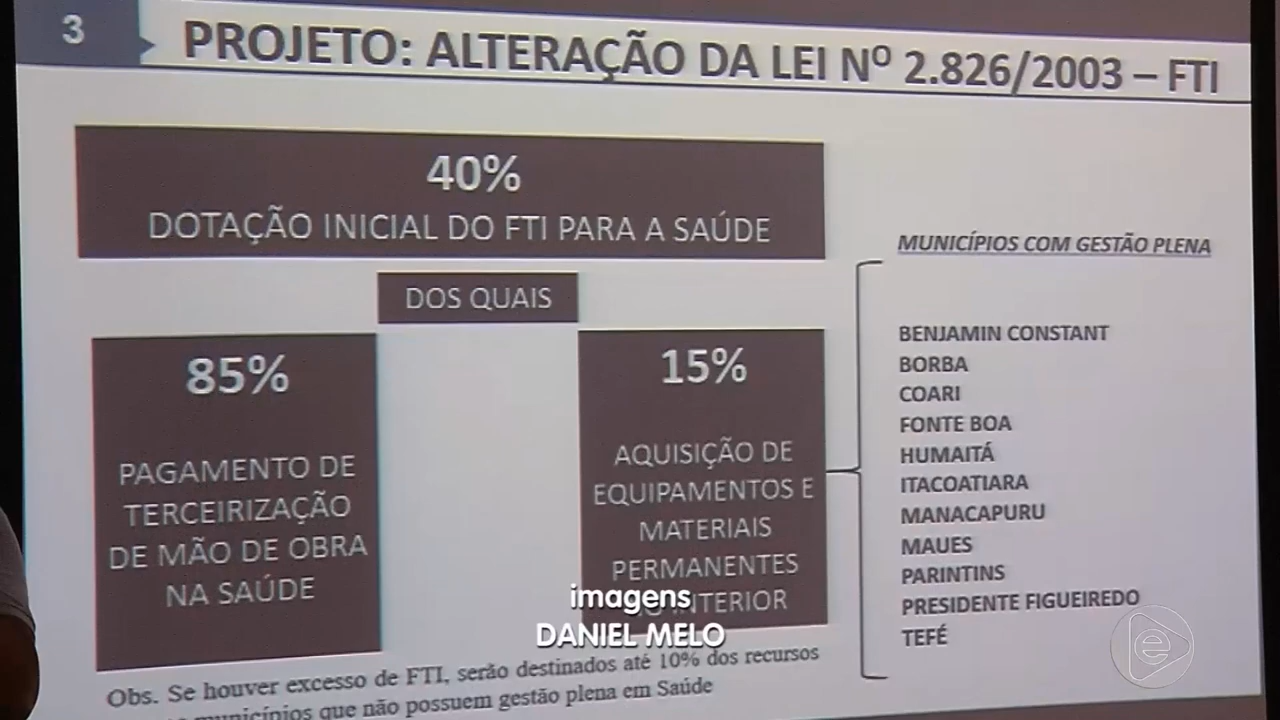 3
PROJETO: ALTERAÇÃO DA LEI Nº 2.826/2003 – FTI
40%
DOTAÇÃO INICIAL DO FTI PARA A SAÚDE
DOS QUAIS
85%
PAGAMENTO DE
TERCEIRIZAÇÃO
DE MÃO DE OBRA
NA SAÚDE
15%
AQUISIÇÃO DE
EQUIPAMENTOS E
MATERIAIS
PERMANENTES
INTERIOR
MUNICÍPIOS COM GESTÃO PLENA
BENJAMIN CONSTANT
BORBA
COARI
FONTE BOA
HUMAITÁ
ITACOATIARA
MANACAPURU
MAUES
PARINTINS
PRESIDENTE FIGUEIREDO
TEFÉ
Obs. Se houver excesso de FTI, serão destinados até 10% dos recursos
municípios que não possuem gestão plena em Saúde
imagens
DANIEL MELO
e